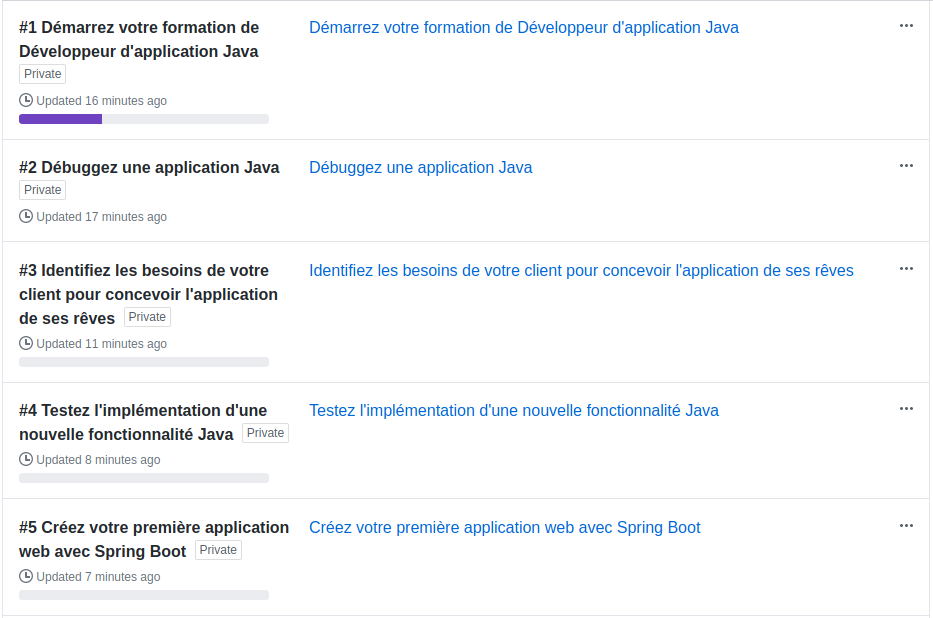 #1 Démarrez votre formation de
Développeur d'application Java
Private
Updated 16 minutes ago
Démarrez votre formation de Développeur d'application Java
#2 Débuggez une application Java
Private
Updated 17 minutes ago
Débuggez une application Java
#3 Identifiez les besoins de votre
client pour concevoir l'application
de ses rêves Private
Updated 11 minutes ago
Identifiez les besoins de votre client pour concevoir l'application de ses rêves
#4 Testez l'implémentation d'une
nouvelle fonctionnalité Java Private
Updated 8 minutes ago
Testez l'implémentation d'une nouvelle fonctionnalité Java
#5 Créez votre première application
web avec Spring Boot Private
Updated 7 minutes ago
Créez votre première application web avec Spring Boot